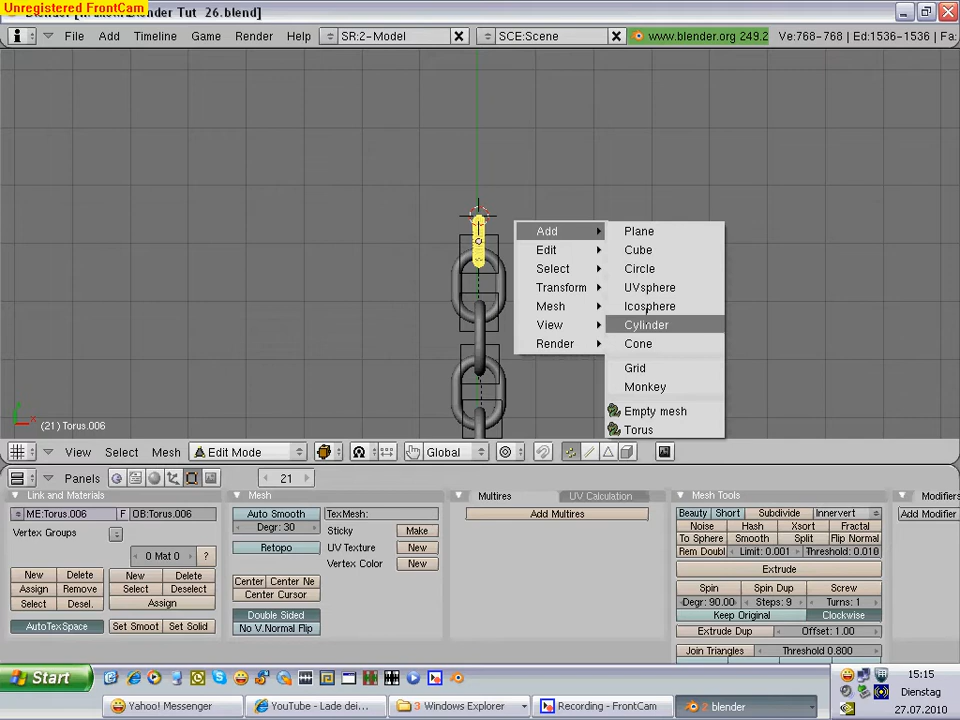 Unregistered FrontCam
Blender Tut 26.blend]
File Add Timeline Game Render Help SR:2-Model SCE:Scene www.blender.org 249.2 Ve:768-768 | Ed:1536-1536 | Fa:
Add
Edit
Select
Transform
Mesh
View
Render
Plane
Cube
Circle
UVsphere
Icosphere
Cylinder
Cone
Grid
Monkey
Empty mesh
Torus
(21) Torus.006
View Select Mesh Edit Mode Global
Panels 21
Link and Materials
ME:Torus.006 F OB:Torus.006
Vertex Groups
0 Mat 0 ?
New Delete New Delete
Assign Remove Select Deselect
Select Desel. Assign
AutoTexSpace Set Smoot Set Solid
Mesh
Auto Smooth
Degr: 30
Retopo
Center Center Ne
Center Cursor
Double Sided
No V.Normal Flip
TexMesh:
Sticky Make
UV Texture New
Vertex Color New
Multires UV Calculation
Add Multires
Mesh Tools
Beauty Short Subdivide Innervert
Noise Hash Xsort Fractal
To Sphere Smooth Split Flip Normal
Rem Doubl Limit: 0.001 Threshold: 0.010
Extrude
Spin Spin Dup Screw
Degr: 90.00 Steps: 9 Turns: 1
Keep Original Clockwise
Extrude Dup Offset: 1.00
Join Triangles Threshold 0.800
Modifiers
Add Modifier
Start
Yahoo! Messenger YouTube - Lade dei... 3 Windows Explorer Recording - FrontCam 2 blender
15:15
Dienstag
27.07.2010